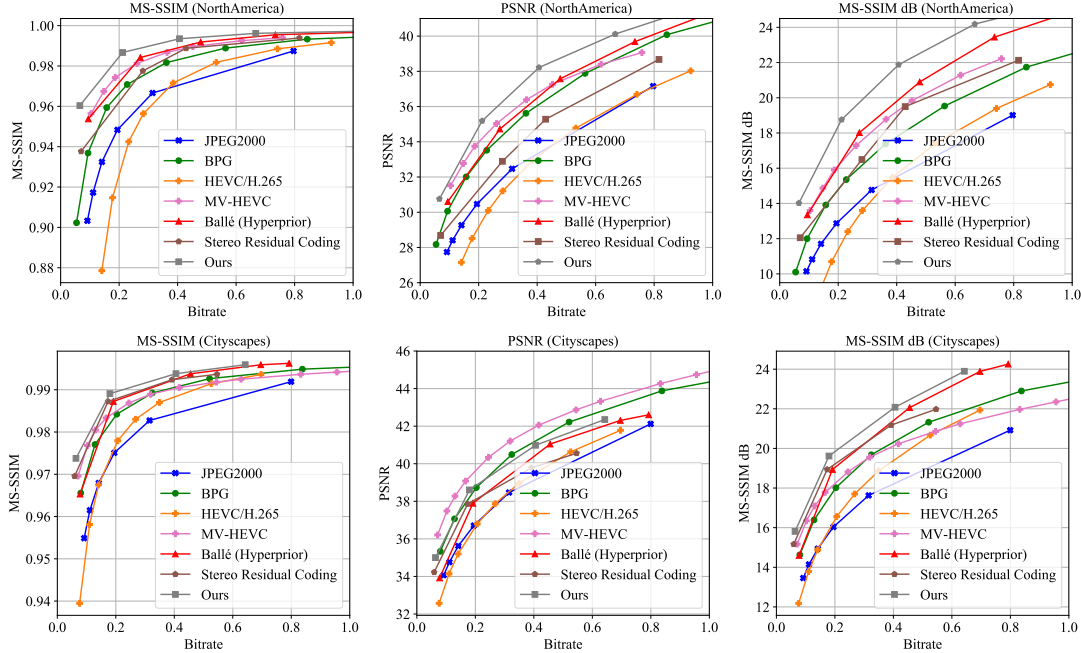 MS-SSIM (NorthAmerica)
MS-SSIM
1.00
0.98
0.96
0.94
0.92
0.90
0.88
JPEG2000
BPG
HEVC/H.265
MV-HEVC
Ballé (Hyperprior)
Stereo Residual Coding
Ours
0.0 0.2 0.4 0.6 0.8 1.0
Bitrate
PSNR (NorthAmerica)
PSNR
40
38
36
34
32
30
28
26
JPEG2000
BPG
HEVC/H.265
MV-HEVC
Ballé (Hyperprior)
Stereo Residual Coding
Ours
0.0 0.2 0.4 0.6 0.8 1.0
Bitrate
MS-SSIM dB (NorthAmerica)
MS-SSIM dB
24
22
20
18
16
14
12
10
JPEG2000
BPG
HEVC/H.265
MV-HEVC
Ballé (Hyperprior)
Stereo Residual Coding
Ours
0.0 0.2 0.4 0.6 0.8 1.0
Bitrate
MS-SSIM (Cityscapes)
MS-SSIM
0.99
0.98
0.97
0.96
0.95
0.94
JPEG2000
BPG
HEVC/H.265
MV-HEVC
Ballé (Hyperprior)
Stereo Residual Coding
Ours
0.0 0.2 0.4 0.6 0.8 1.0
Bitrate
PSNR (Cityscapes)
PSNR
46
44
42
40
38
36
34
32
JPEG2000
BPG
HEVC/H.265
MV-HEVC
Ballé (Hyperprior)
Stereo Residual Coding
Ours
0.0 0.2 0.4 0.6 0.8 1.0
Bitrate
MS-SSIM dB (Cityscapes)
MS-SSIM dB
24
22
20
18
16
14
12
JPEG2000
BPG
HEVC/H.265
MV-HEVC
Ballé (Hyperprior)
Stereo Residual Coding
Ours
0.0 0.2 0.4 0.6 0.8 1.0
Bitrate